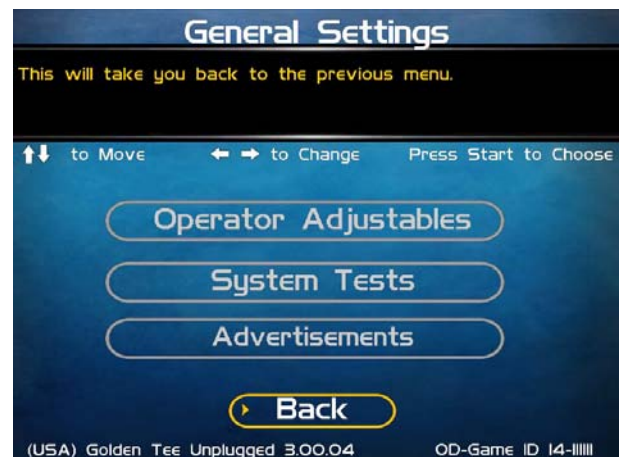 General Settings
This will take you back to the previous menu.
↑↓ to Move ← → to Change Press Start to Choose
Operator Adjustables
System Tests
Advertisements
Back
(USA) Golden Tee Unplugged 3.00.04 OD-Game ID 14-111111